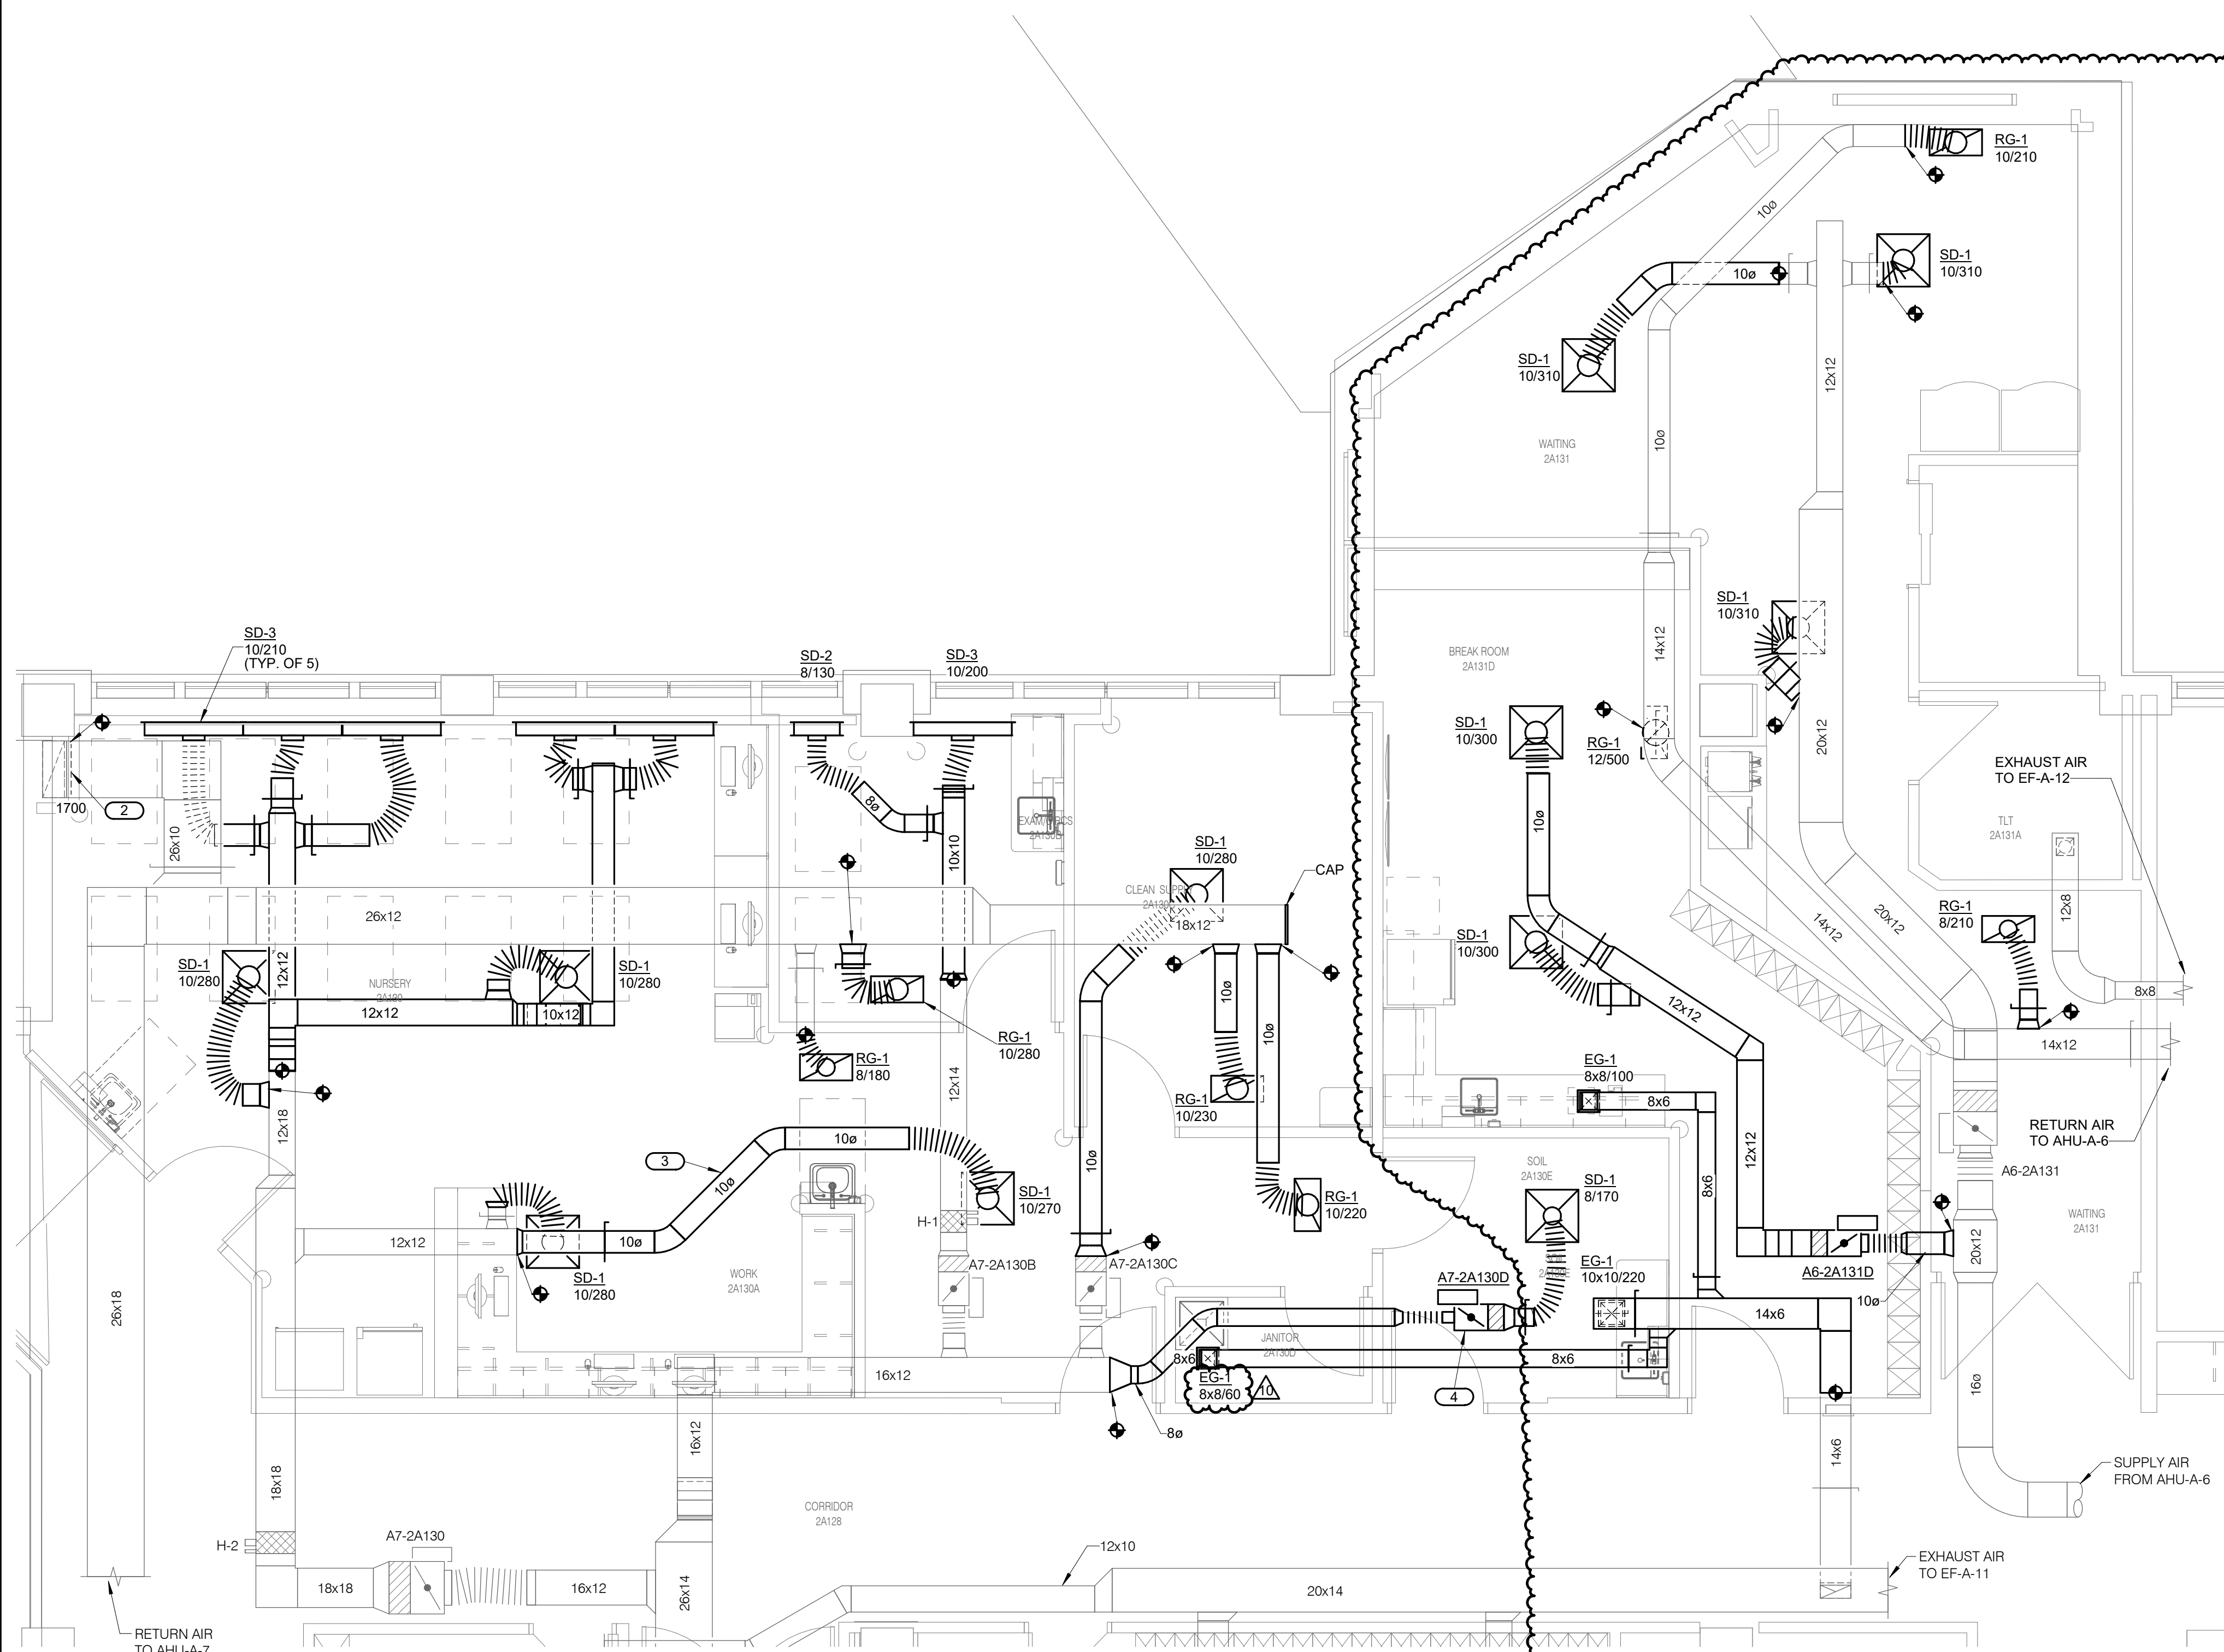 RG-1
10/210
10ø
SD-1
10/310
10ø
SD-1
10/310
12x12
10ø
WAITING
2A131
SD-1
10/310
SD-3
10/210
(TYP. OF 5)
SD-2
8/130
SD-3
10/200
BREAK ROOM
2A131D
14x12
SD-1
10/300
RG-1
12/500
20x12
EXHAUST AIR
TO EF-A-12
1700
2
26x10
8ø
10x10
EXAM/CIRCS
2A130B
10ø
TLT
2A131A
SD-1
10/280
CAP
CLEAN SUPPLY
2A130C
18x12
26x12
14x12
20x12
RG-1
8/210
12x8
SD-1
10/300
SD-1
10/280
12x12
NURSERY
2A130
SD-1
10/280
12x12
10x12
10ø
10ø
12x12
8x8
RG-1
10/280
14x12
RG-1
8/180
EG-1
8x8/100
8x6
RG-1
10/230
12x18
12x14
RETURN AIR
TO AHU-A-6
3
10ø
10ø
10ø
12x12
8x6
SOIL
2A130E
SD-1
8/170
A6-2A131
SD-1
10/270
RG-1
10/220
H-1
WAITING
2A131
12x12
10ø
20x12
WORK
2A130A
SD-1
10/280
A7-2A130B
A7-2A130C
A7-2A130D
EG-1
10x10/220
A6-2A131D
10ø
26x18
14x6
JANITOR
2A130D
8x6
8x6
16x12
EG-1
8x8/60
10
4
16ø
8ø
16x12
14x6
18x18
SUPPLY AIR
FROM AHU-A-6
CORRIDOR
2A128
A7-2A130
H-2
12x10
EXHAUST AIR
TO EF-A-11
18x18
16x12
26x14
20x14
RETURN AIR
TO AHU-A-7